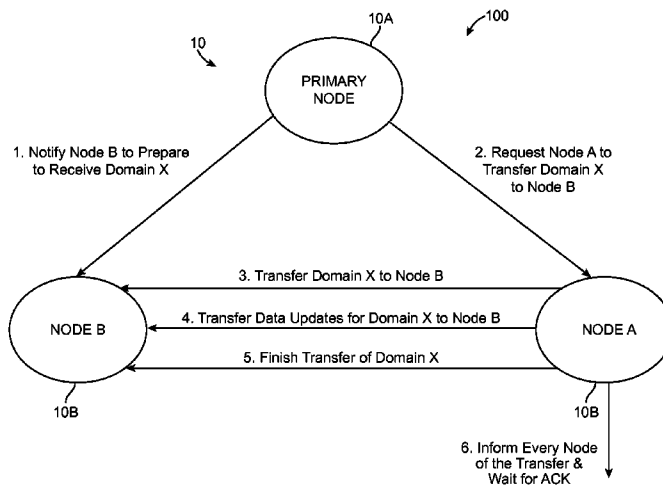 10A
100
10
PRIMARY
NODE
1. Notify Node B to Prepare
to Receive Domain X
2. Request Node A to
Transfer Domain X
to Node B
3. Transfer Domain X to Node B
NODE B
4. Transfer Data Updates for Domain X to Node B
NODE A
5. Finish Transfer of Domain X
10B
10B
6. Inform Every Node
of the Transfer &
Wait for ACK